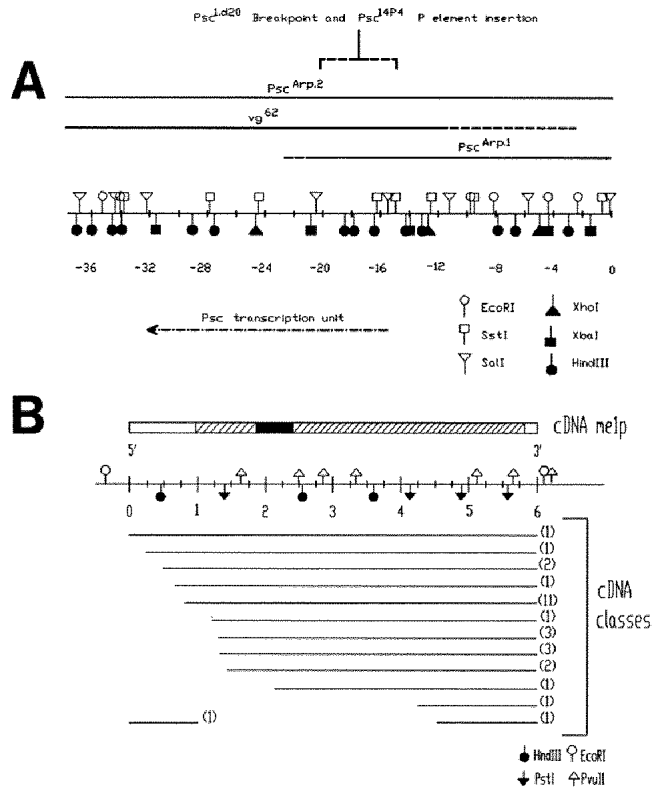 A
Psc1.d20 Breakpoint and Psc14P4 P element insertion
PscArp.2
vg62
PscArp.1
-36 -32 -28 -24 -20 -16 -12 -8 -4 0
Psc transcription unit
EcoRI
SstI
SalI
XhoI
XbaI
HindIII
B
cDNA me1p
5' 3'
0 1 2 3 4 5 6
(1)
(1)
(2)
(1)
(11)
(1)
(3)
(3)
(2)
(1)
(1)
(1) (1)
cDNA
classes
HndIII EcoRI
PstI PvuII